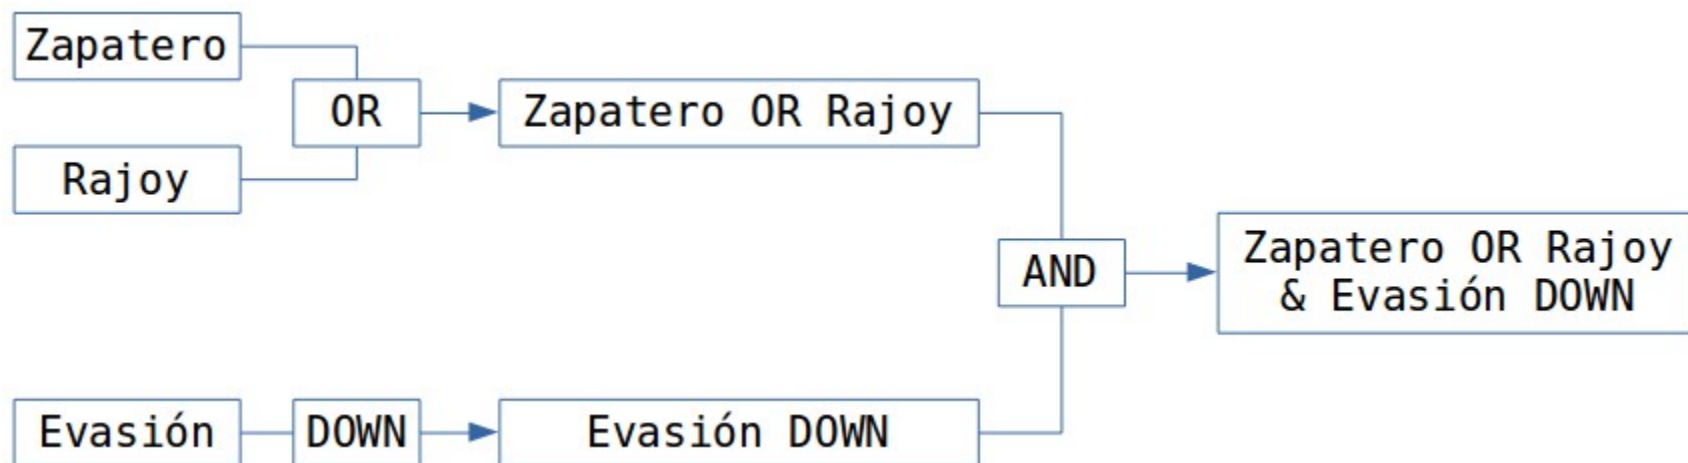 Zapatero
OR
Zapatero OR Rajoy
Rajoy
AND
Zapatero OR Rajoy
& Evasión DOWN
Evasión
DOWN
Evasión DOWN